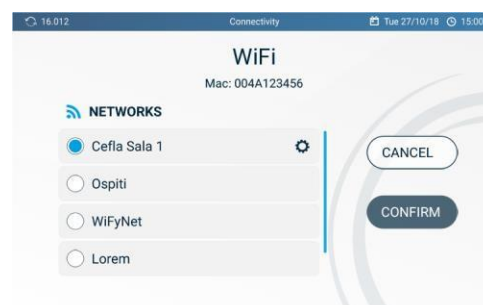 16.012 Connectivity Tue 27/10/18 15:00
WiFi
Mac: 004A123456
NETWORKS
Cefla Sala 1
CANCEL
Ospiti
WiFyNet
CONFIRM
Lorem